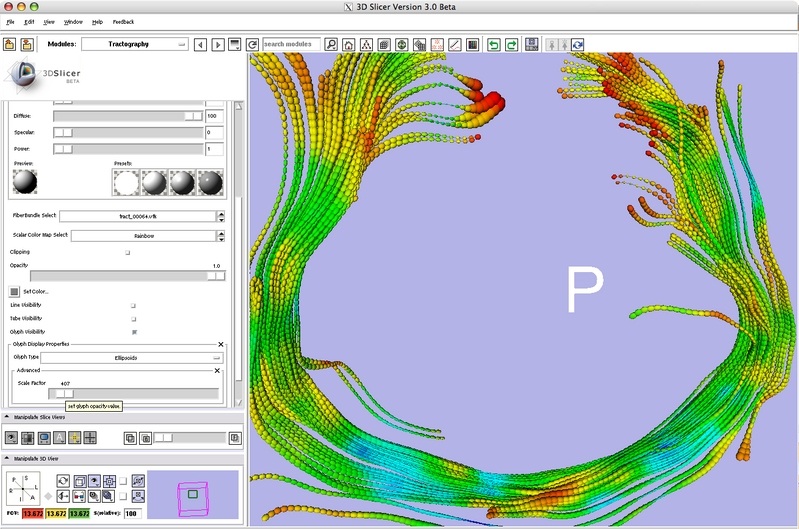 3D Slicer Version 3.0 Beta
File Edit View Window Help Feedback
Modules: Tractography search modules
3DSlicer
BETA
Diffuse: 100
Specular: 0
Power: 1
Preview: Presets:
FiberBundle Select: tract_00064.vtk
Scalar Color Map Select: Rainbow
Clipping
Opacity 1.0
Set Color...
Line Visibility
Tube Visibility
Glyph Visibility
Glyph Display Properties
Glyph Type Ellipsoids
Advanced
Scale Factor 407
set glyph opacity value.
Manipulate Slice Views
Manipulate 3D View
P S
R L
I A
FOV: 13.672 13.672 13.672 %(relative): 100
P